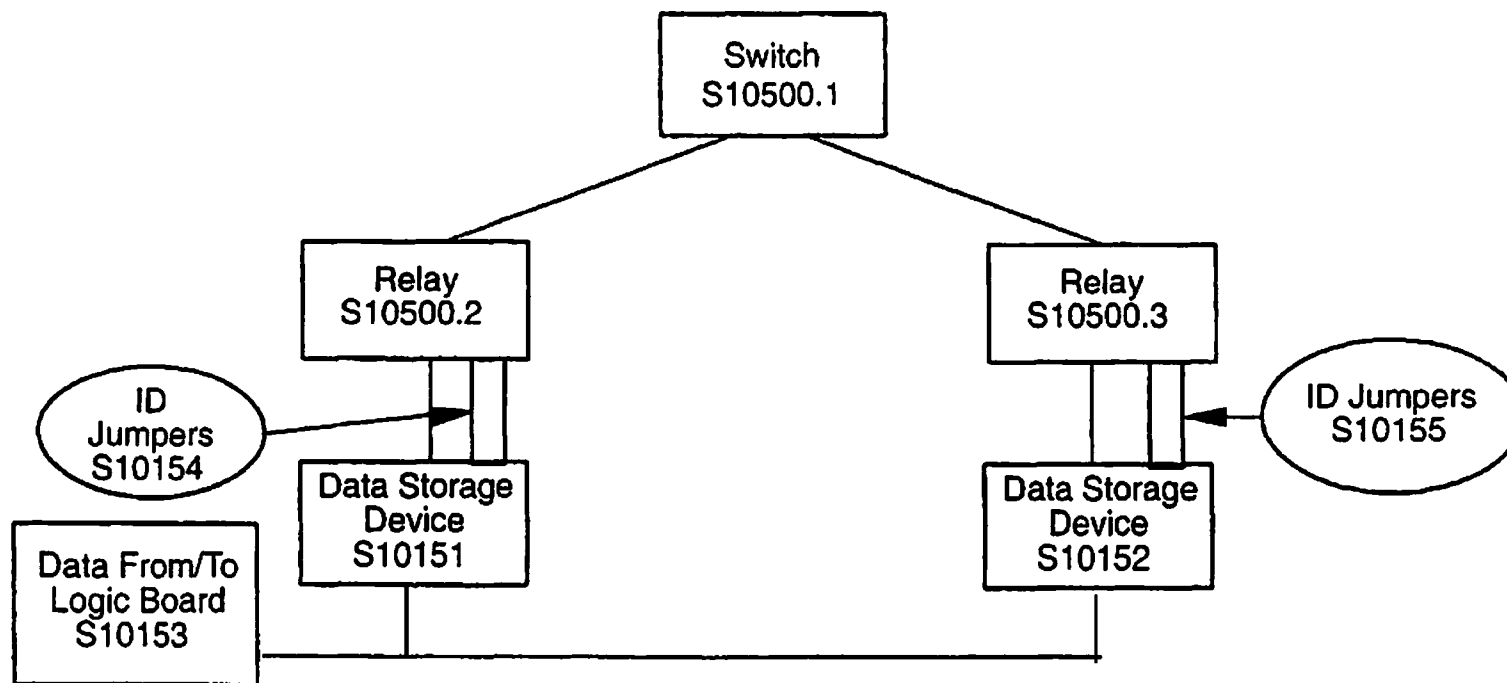 Switch
S10500.1
Relay
S10500.2
Relay
S10500.3
ID
Jumpers
S10154
ID Jumpers
S10155
Data Storage
Device
S10151
Data Storage
Device
S10152
Data From/To
Logic Board
S10153